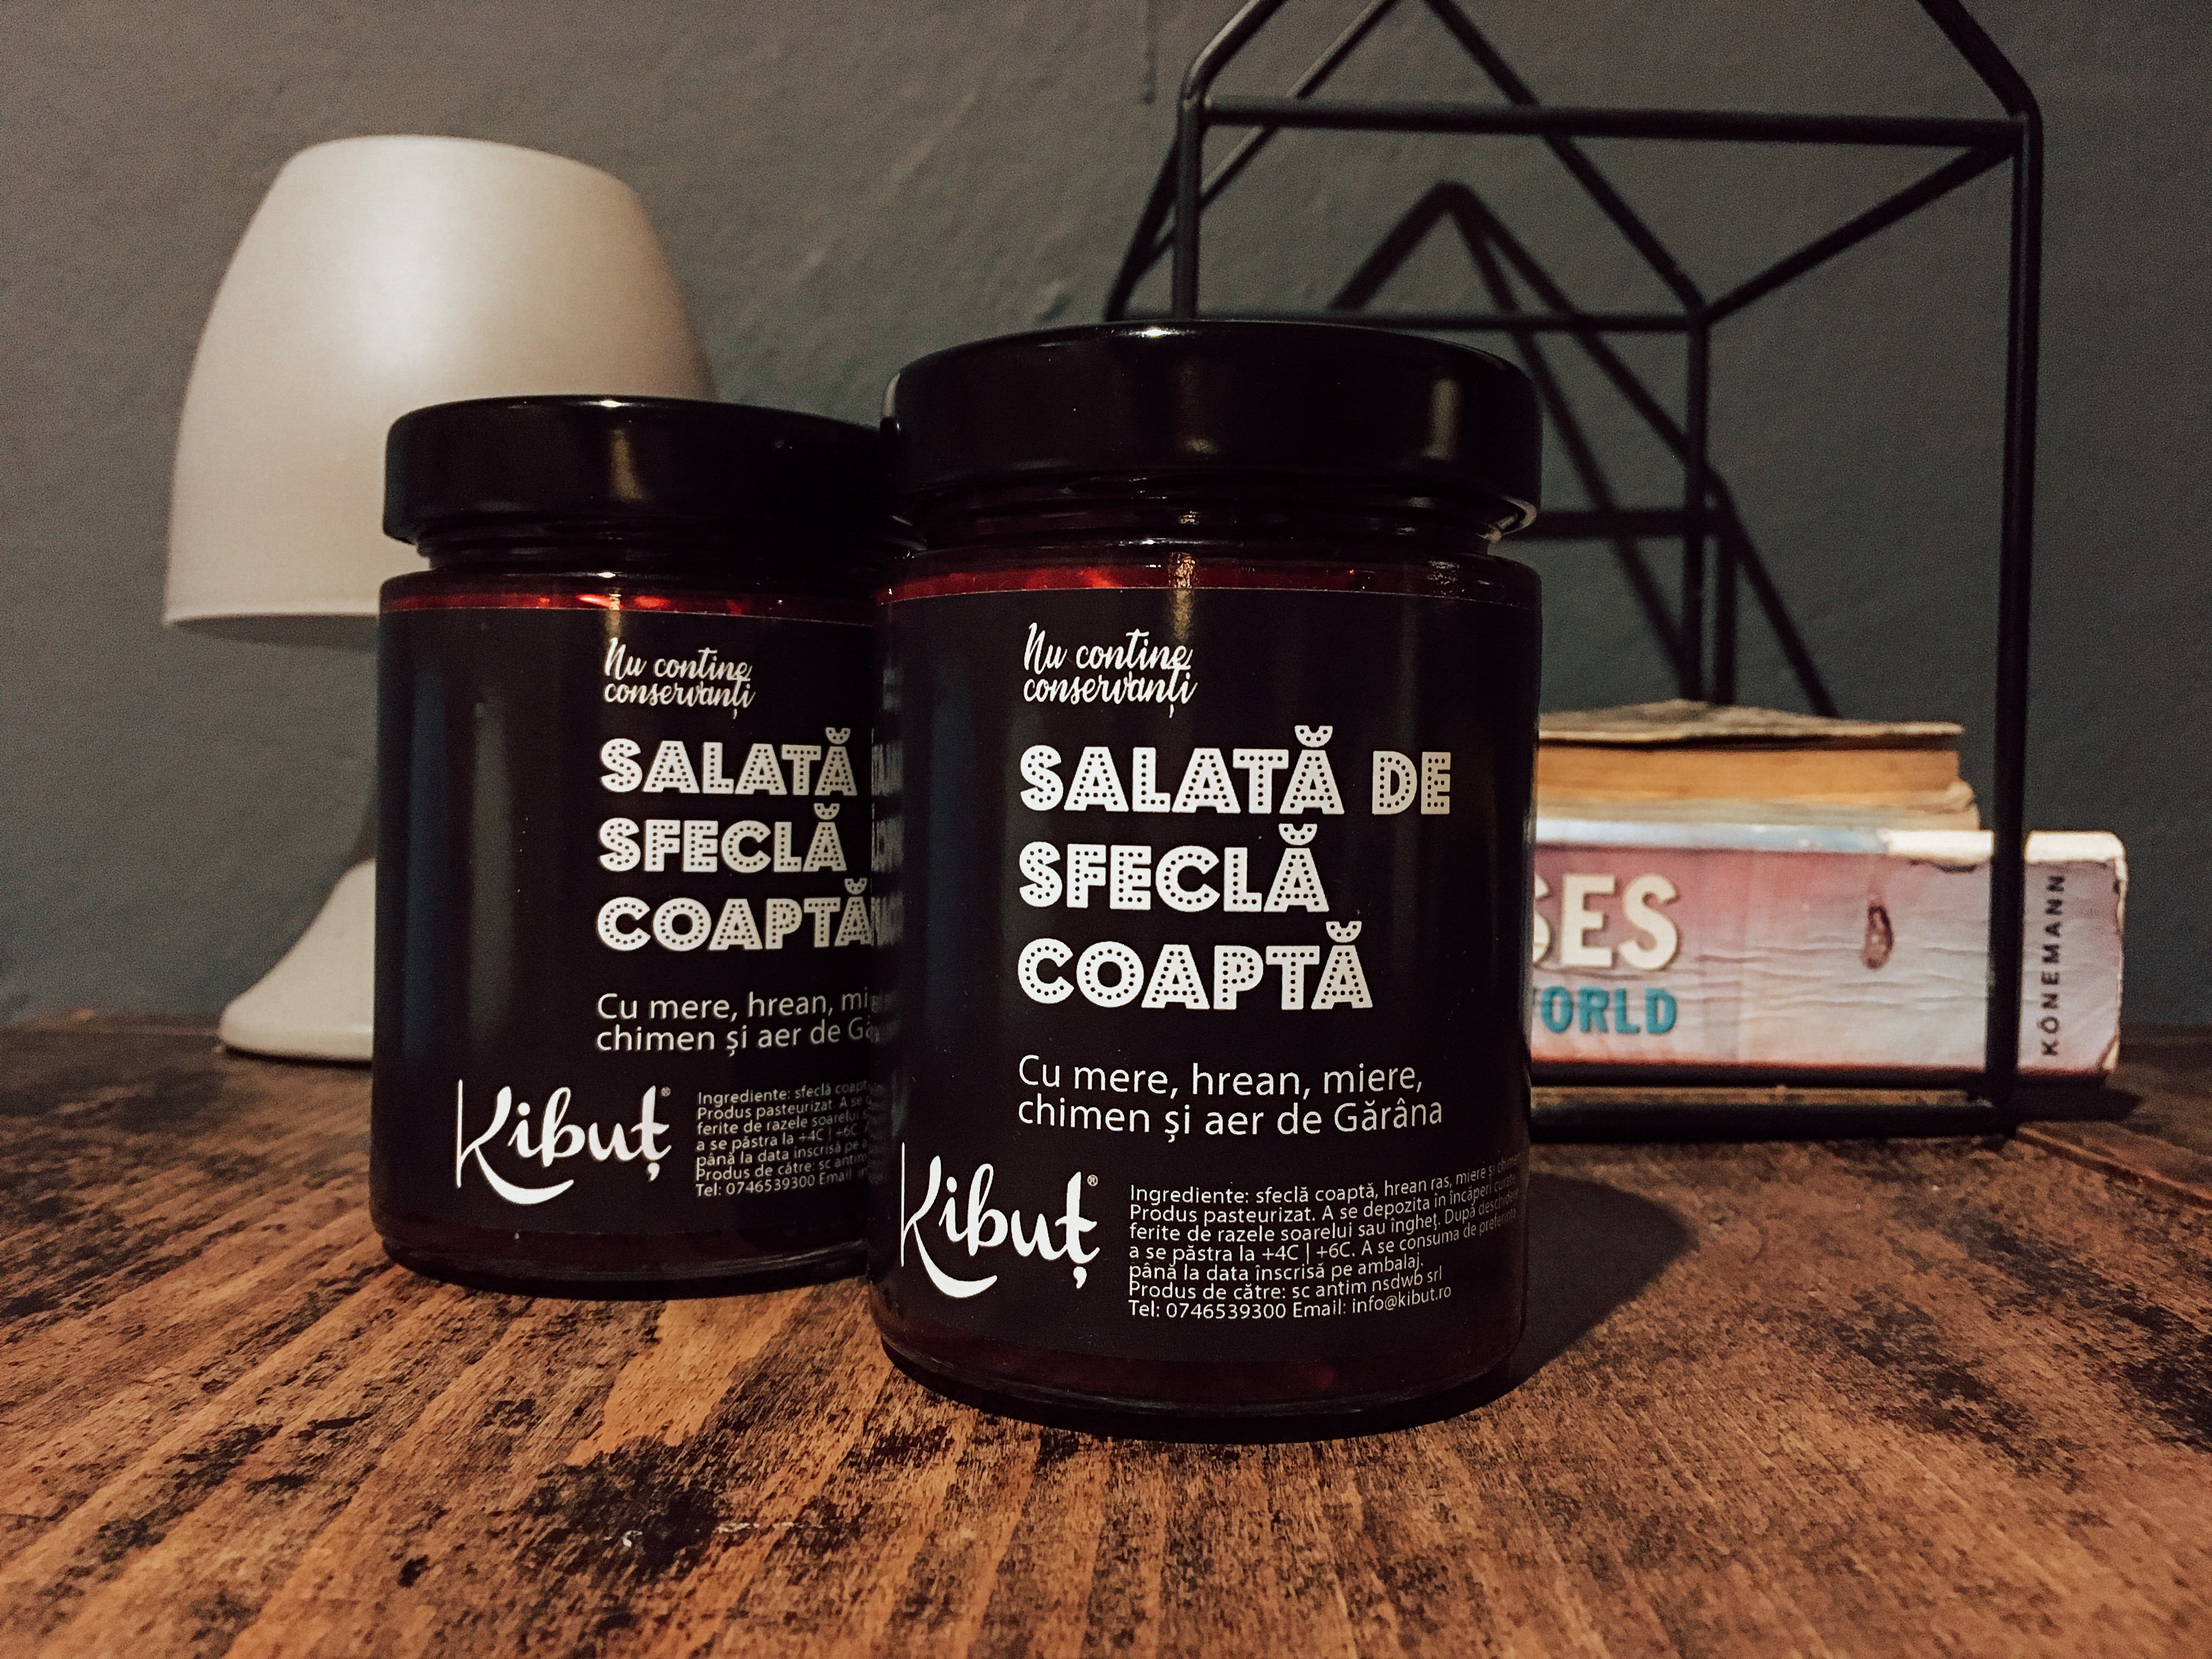 Nu contine
conservanți
SALATĂ
SFECLĂ
COAPTĂ
Cu mere, hrean,
chimen și aer de
Kibuț®
Ingrediente: sfeclă
Produs pasteurizat. A se
ferite de razele soarelui
a se păstra la +4C | +6C.
până la data înscrisă pe
Produs de către: sc antim
Tel: 0746539300 Email
Nu contine
conservanți
SALATĂ DE
SFECLĂ
COAPTĂ
Cu mere, hrean, miere,
chimen și aer de Gărâna
Kibuț®
Ingrediente: sfeclă coaptă, hrean ras, miere și
Produs pasteurizat. A se depozita în încăperi curate
ferite de razele soarelui sau îngheț. După deschidere
a se păstra la +4C | +6C. A se consuma de preferință
până la data înscrisă pe ambalaj.
Produs de către: sc antim nsdwb srl
Tel: 0746539300 Email: info@kibut.ro
SES
ORLD
KÖNEMANN